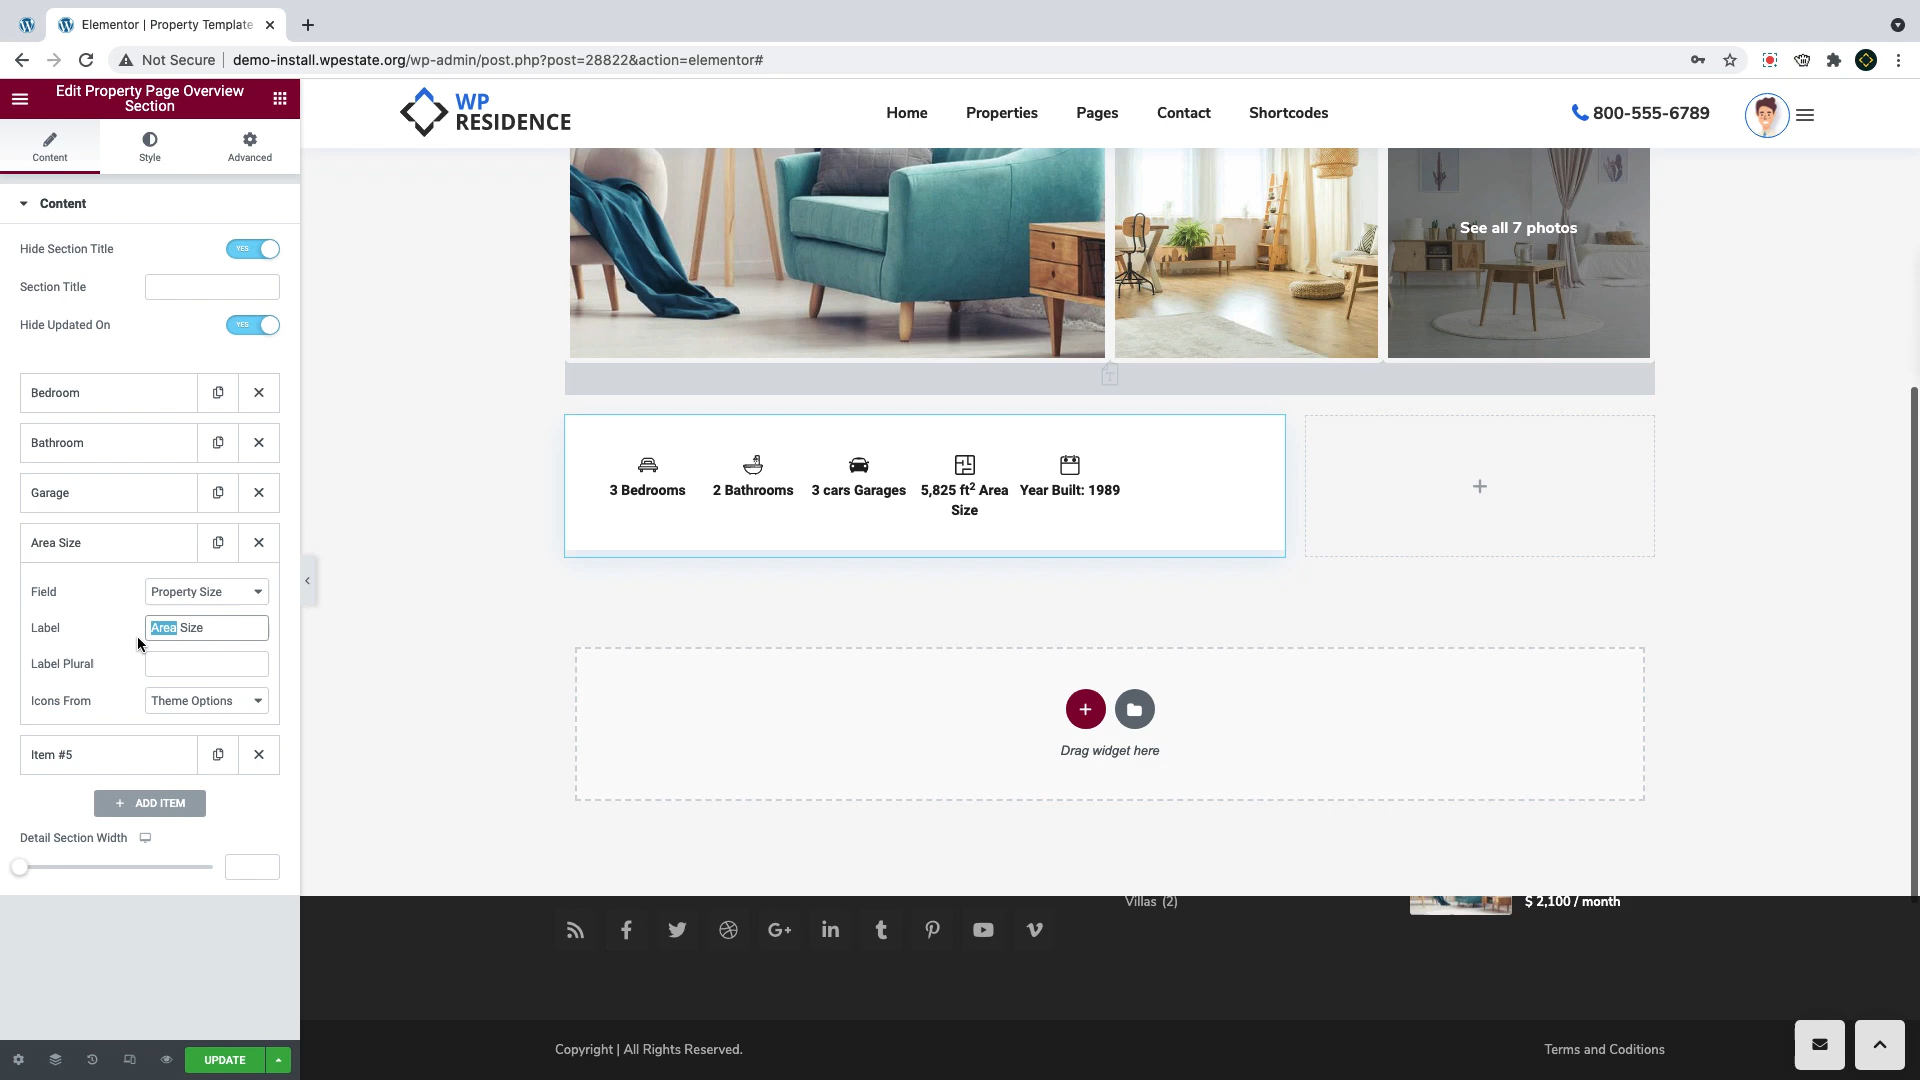 Elementor | Property Template
Not Secure
demo-install.wpestate.org/wp-admin/post.php?post=28822&action=elementor#
Edit Property Page Overview
Section
Content
Style
Advanced
Content
Hide Section Title
YES
Section Title
Hide Updated On
YES
Bedroom
Bathroom
Garage
Area Size
Field
Property Size
Label
Area Size
Label Plural
Icons From
Theme Options
Item #5
+ ADD ITEM
Detail Section Width
UPDATE
WP
RESIDENCE
Home
Properties
Pages
Contact
Shortcodes
800-555-6789
See all 7 photos
3 Bedrooms
2 Bathrooms
3 cars Garages
5,825 ft² Area
Size
Year Built: 1989
Drag widget here
Villas (2)
$ 2,100 / month
Copyright | All Rights Reserved.
Terms and Coditions